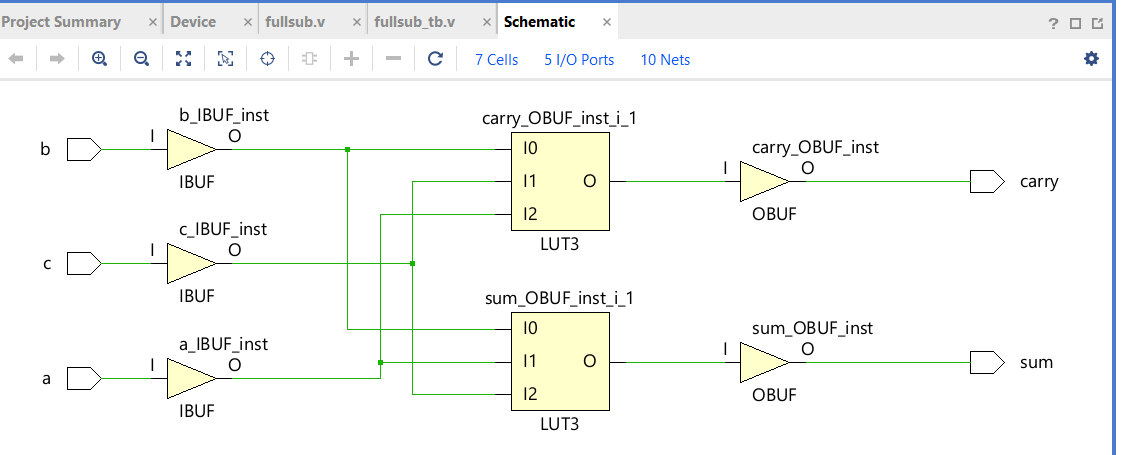 Project Summary × Device × fullsub.v × fullsub_tb.v × Schematic × ?
7 Cells 5 I/O Ports 10 Nets
b_IBUF_inst
b I O
IBUF
c_IBUF_inst
c I O
IBUF
a_IBUF_inst
a I O
IBUF
carry_OBUF_inst_i_1
I0
I1 O
I2
LUT3
sum_OBUF_inst_i_1
I0
I1 O
I2
LUT3
carry_OBUF_inst
I O carry
OBUF
sum_OBUF_inst
I O sum
OBUF